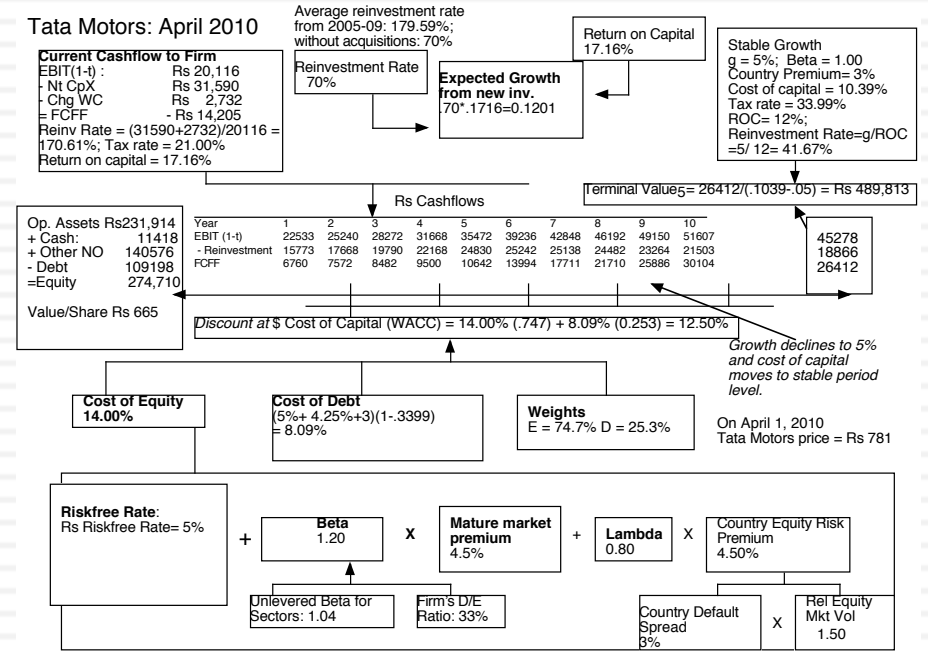 Tata Motors: April 2010
Average reinvestment rate
from 2005-09: 179.59%;
without acquisitions: 70%
Current Cashflow to Firm
EBIT(1-t) : Rs 20,116
- Nt CpX Rs 31,590
- Chg WC Rs 2,732
= FCFF - Rs 14,205
Reinv Rate = (31590+2732)/20116 =
170.61%; Tax rate = 21.00%
Return on capital = 17.16%
Reinvestment Rate
70%
Expected Growth
from new inv.
.70*.1716=0.1201
Return on Capital
17.16%
Stable Growth
g = 5%; Beta = 1.00
Country Premium= 3%
Cost of capital = 10.39%
Tax rate = 33.99%
ROC= 12%;
Reinvestment Rate=g/ROC
=5/ 12= 41.67%
Terminal Value5= 26412/(.1039-.05) = Rs 489,813
Rs Cashflows
Op. Assets Rs231,914
+ Cash: 11418
+ Other NO 140576
- Debt 109198
=Equity 274,710
Value/Share Rs 665
Year 1 2 3 4 5 6 7 8 9 10
EBIT (1-t) 22533 25240 28272 31668 35472 39236 42848 46192 49150 51607
- Reinvestment 15773 17668 19790 22168 24830 25242 25138 24482 23264 21503
FCFF 6760 7572 8482 9500 10642 13994 17711 21710 25886 30104
45278
18866
26412
Discount at $ Cost of Capital (WACC) = 14.00% (.747) + 8.09% (0.253) = 12.50%
Growth declines to 5%
and cost of capital
moves to stable period
level.
Cost of Equity
14.00%
Cost of Debt
(5%+ 4.25%+3)(1-.3399)
= 8.09%
Weights
E = 74.7% D = 25.3%
On April 1, 2010
Tata Motors price = Rs 781
Riskfree Rate:
Rs Riskfree Rate= 5%
+
Beta
1.20
X
Mature market
premium
4.5%
+
Lambda
0.80
X
Country Equity Risk
Premium
4.50%
Unlevered Beta for
Sectors: 1.04
Firm's D/E
Ratio: 33%
Country Default
Spread
3%
X
Rel Equity
Mkt Vol
1.50